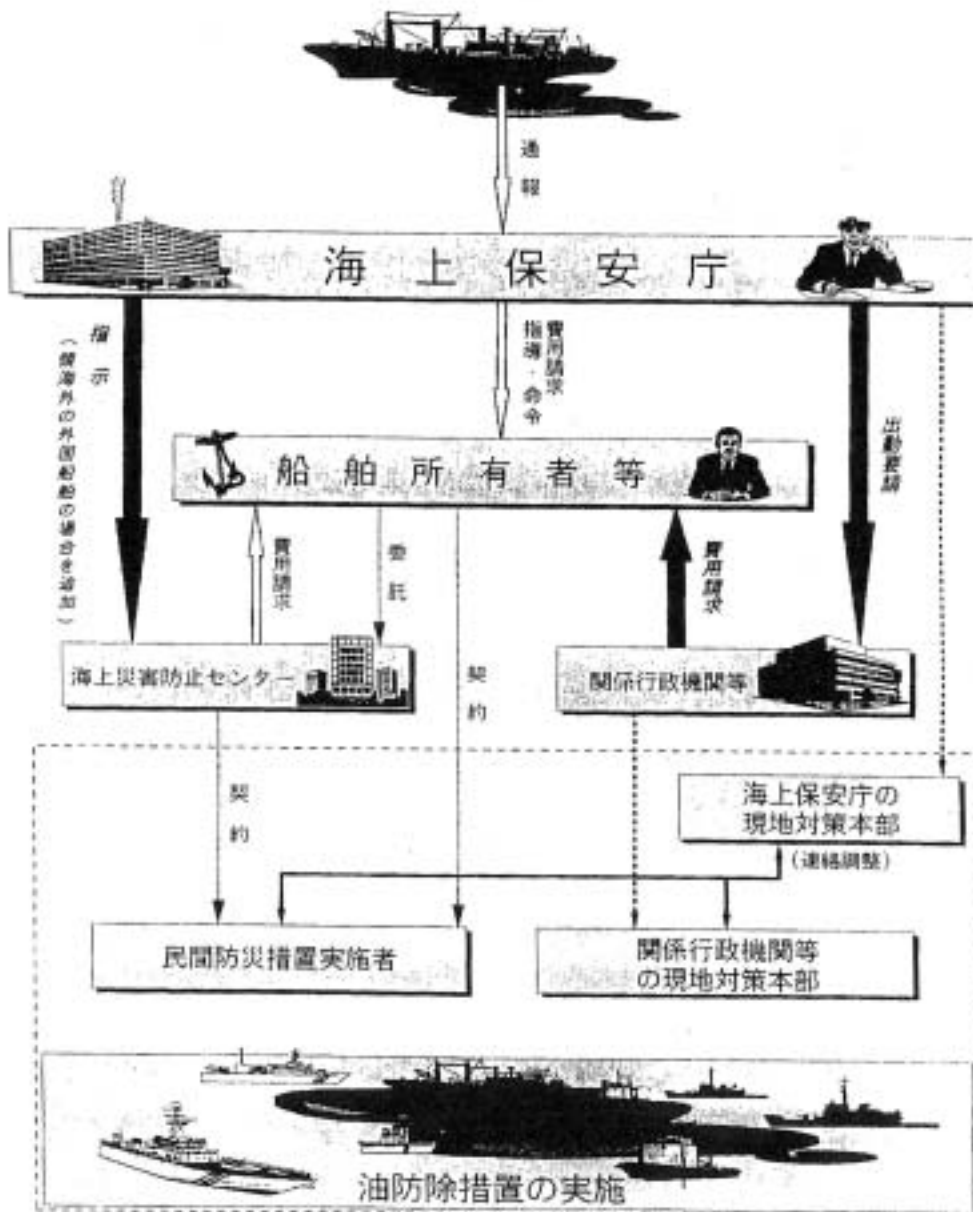 通報
海上保安庁
指示
(領海外の外国船舶の場合を追加)
費用請求
指導・命令
出動要請
船舶所有者等
費用請求
委託
契約
費用請求
海上災害防止センター
関係行政機関等
契約
海上保安庁の
現地対策本部
(連絡調整)
民間防災措置実施者
関係行政機関等
の現地対策本部
油防除措置の実施